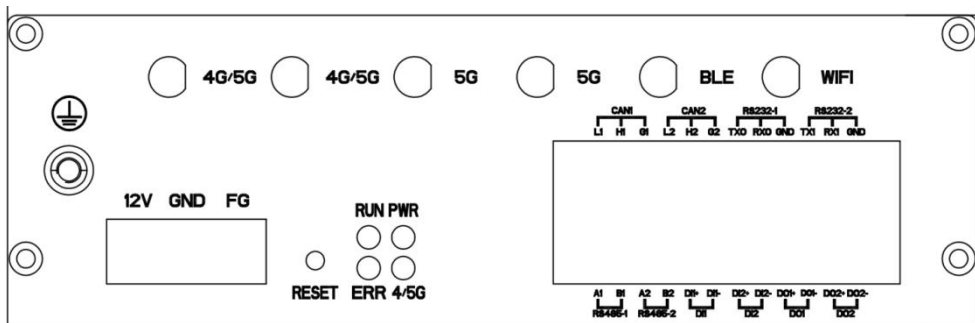 4G/5G 4G/5G 5G 5G BLE WIFI
CAN1 CAN2 RS232-1 RS232-2
L1 H1 G1 L2 H2 G2 TX0 RX0 GND TX1 RX1 GND
12V GND FG
RUN PWR
RESET ERR 4/5G
A1 B1 A2 B2 DI1+ DI1- DI2+ DI2- DO1+ DO1- DO2+ DO2-
RS485-1 RS485-2 DI1 DI2 DO1 DO2